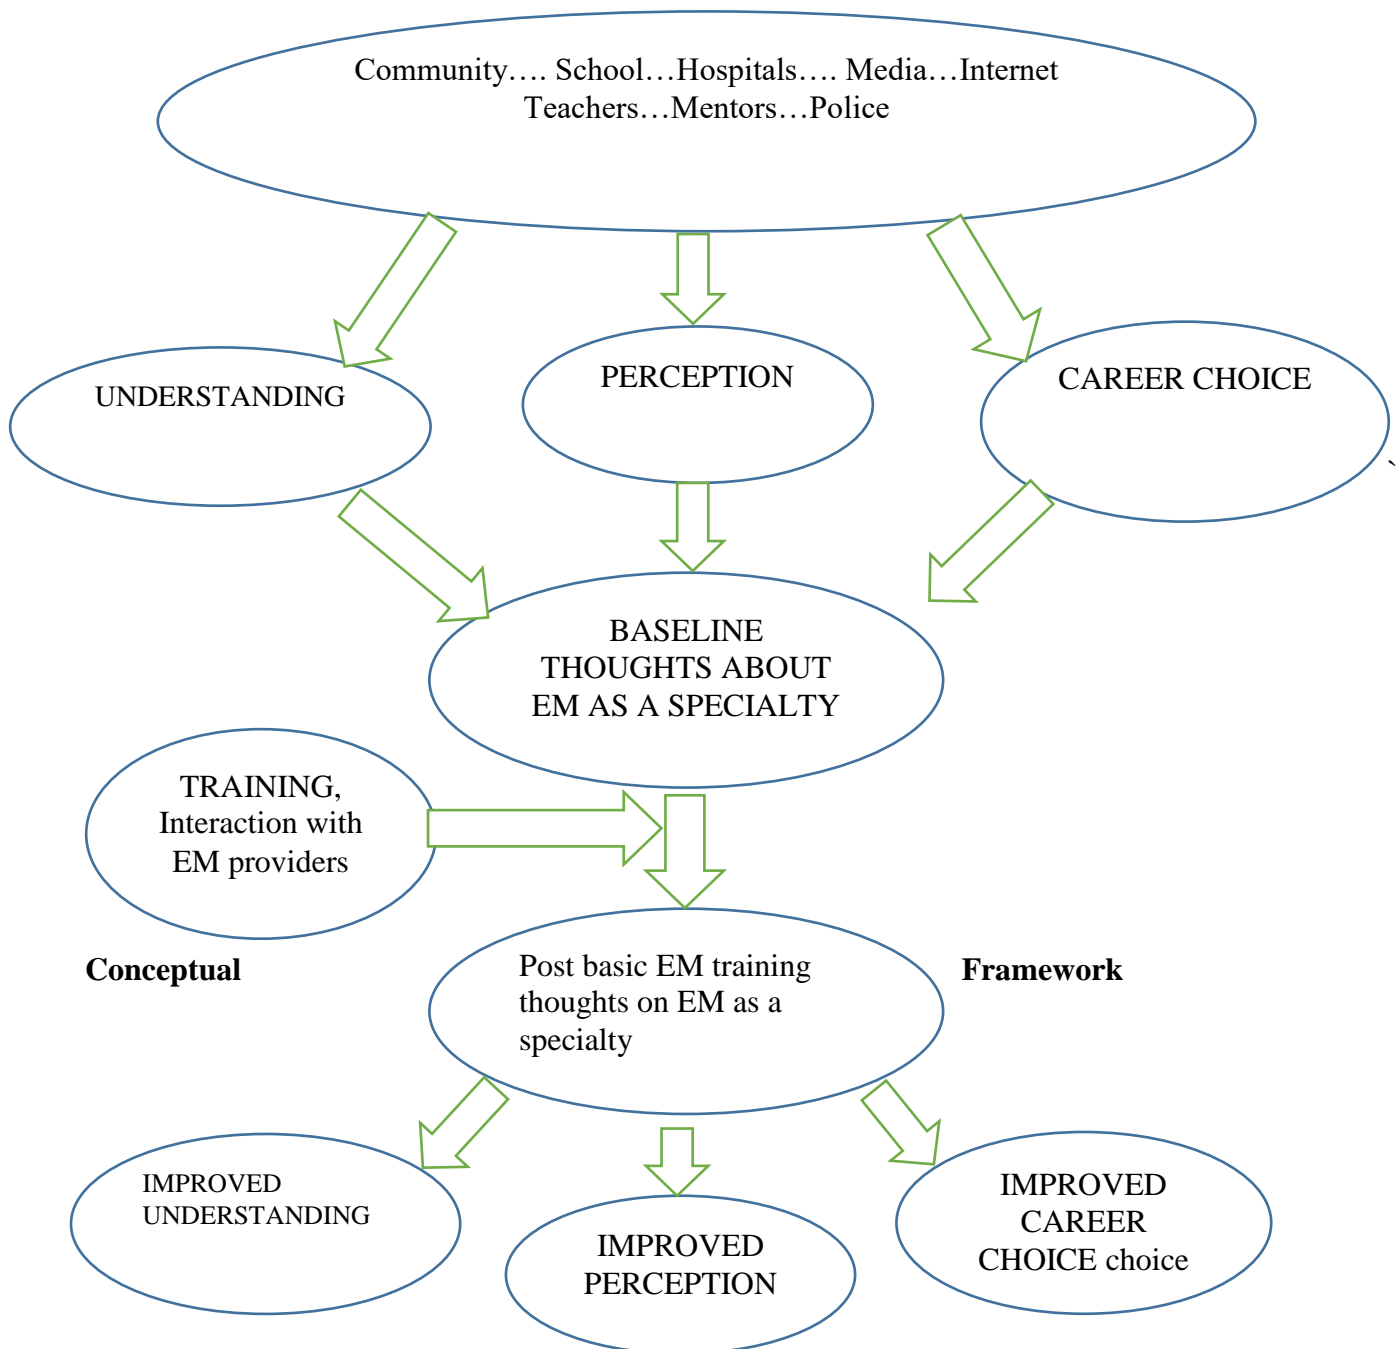 Community…. School…Hospitals…. Media…Internet
Teachers…Mentors…Police
UNDERSTANDING
PERCEPTION
CAREER CHOICE
`
BASELINE
THOUGHTS ABOUT
EM AS A SPECIALTY
TRAINING,
Interaction with
EM providers
Conceptual
Post basic EM training
thoughts on EM as a
specialty
Framework
IMPROVED
UNDERSTANDING
IMPROVED
PERCEPTION
IMPROVED
CAREER
CHOICE choice